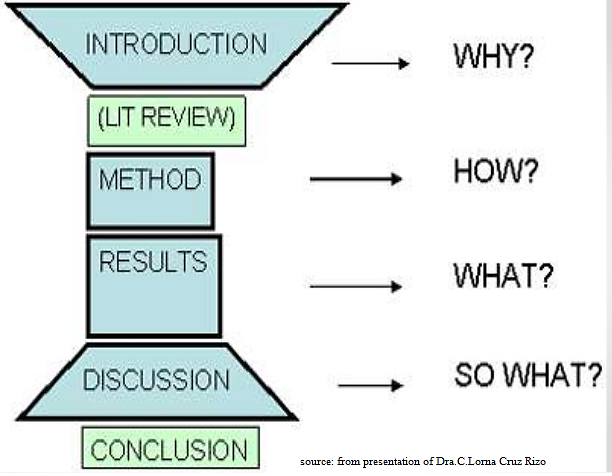 INTRODUCTION
WHY?
(LIT REVIEW)
METHOD
HOW?
RESULTS
WHAT?
DISCUSSION
SO WHAT?
CONCLUSION
source: from presentation of Dra.C.Lorna Cruz Rizo